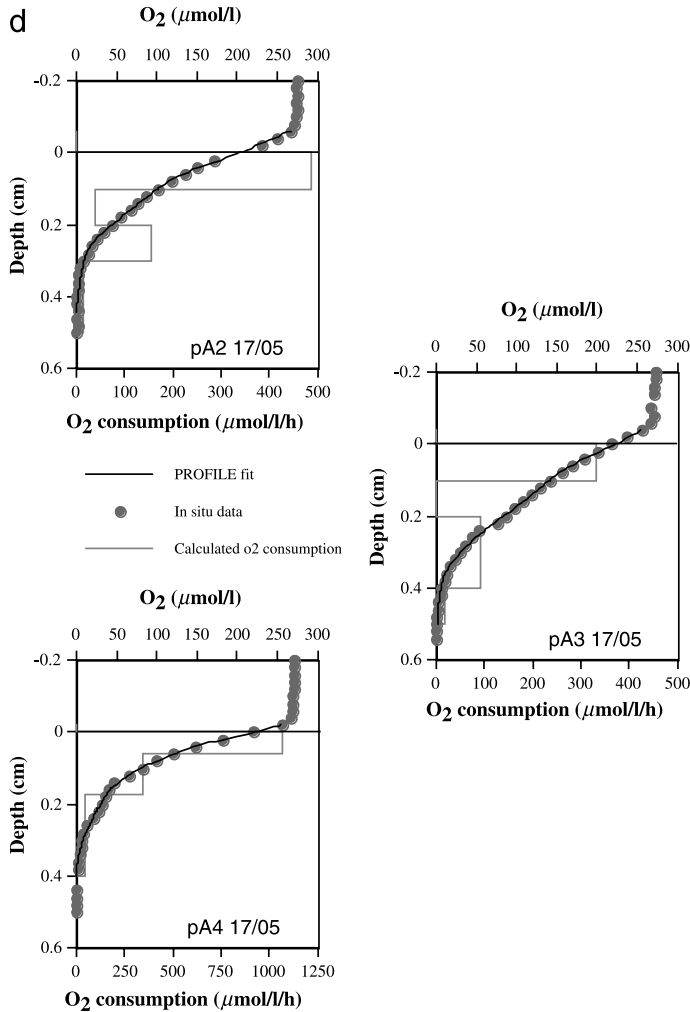 d
O2 (μmol/l)
0 50 100 150 200 250 300
-0.2
0
0.2
0.4
0.6
Depth (cm)
pA2 17/05
0 100 200 300 400 500
O2 consumption (μmol/l/h)
PROFILE fit
In situ data
Calculated o2 consumption
O2 (μmol/l)
0 50 100 150 200 250 300
-0.2
0
0.2
0.4
0.6
Depth (cm)
pA3 17/05
0 100 200 300 400 500
O2 consumption (μmol/l/h)
O2 (μmol/l)
0 50 100 150 200 250 300
-0.2
0
0.2
0.4
0.6
Depth (cm)
pA4 17/05
0 250 500 750 1000 1250
O2 consumption (μmol/l/h)